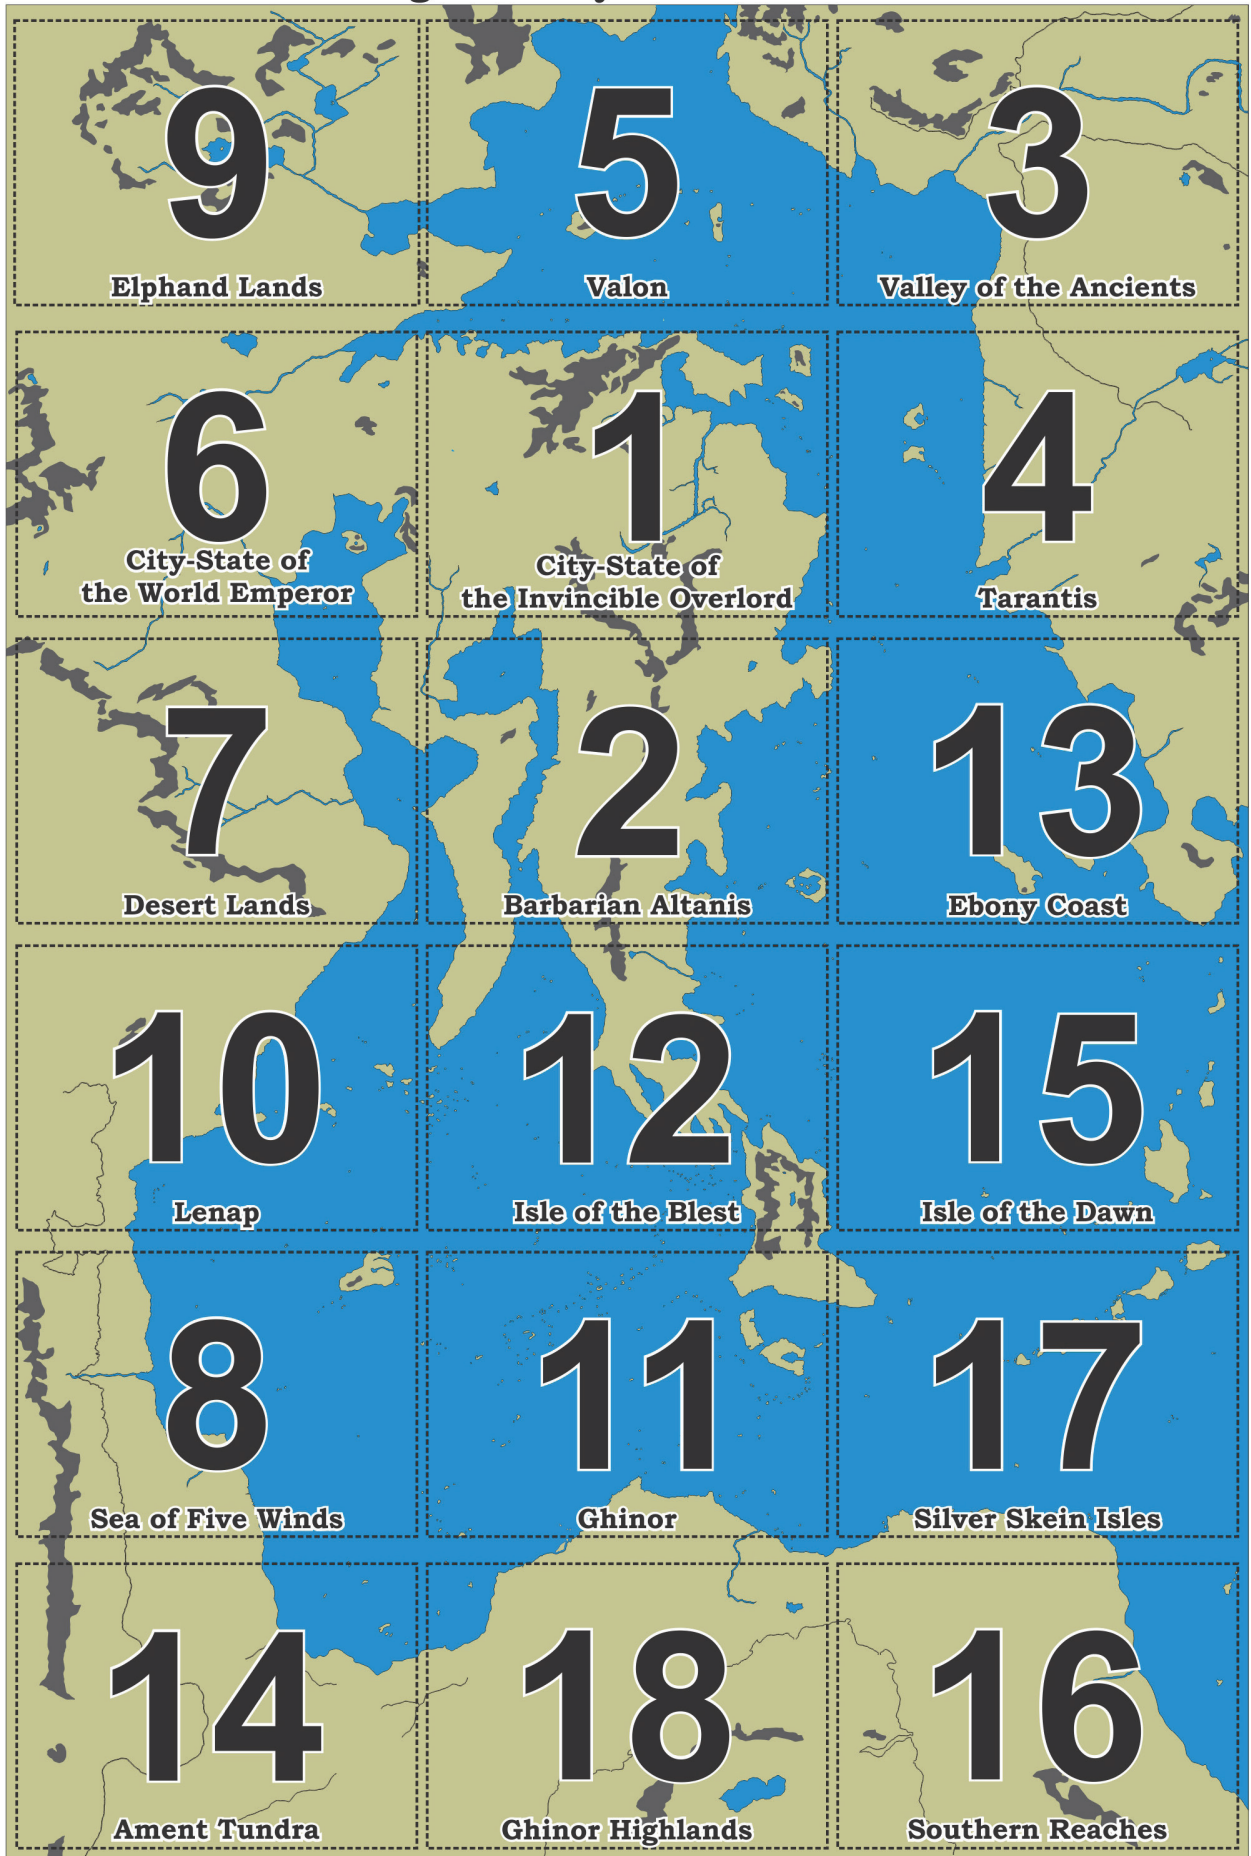 9
5
3
Elphand Lands
Valon
Valley of the Ancients
6
1
4
City-State of
the World Emperor
City-State of
the Invincible Overlord
Tarantis
7
2
13
Desert Lands
Barbarian Altanis
Ebony Coast
10
12
15
Lenap
Isle of the Blest
Isle of the Dawn
8
11
17
Sea of Five Winds
Ghinor
Silver Skein Isles
14
18
16
Ament Tundra
Ghinor Highlands
Southern Reaches